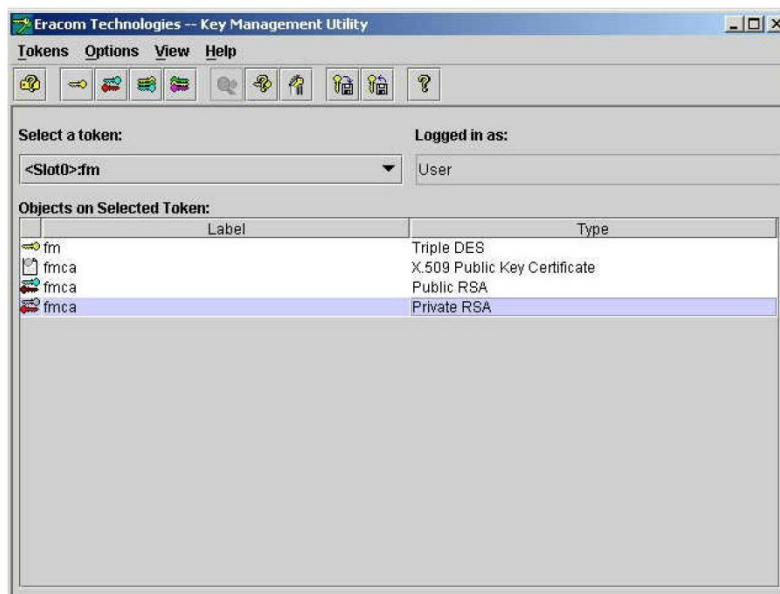 Eracom Technologies -- Key Management Utility
Tokens Options View Help
Select a token: Logged in as:
<Slot0>:fm User
Objects on Selected Token:
Label Type
fm Triple DES
fmca X.509 Public Key Certificate
fmca Public RSA
fmca Private RSA